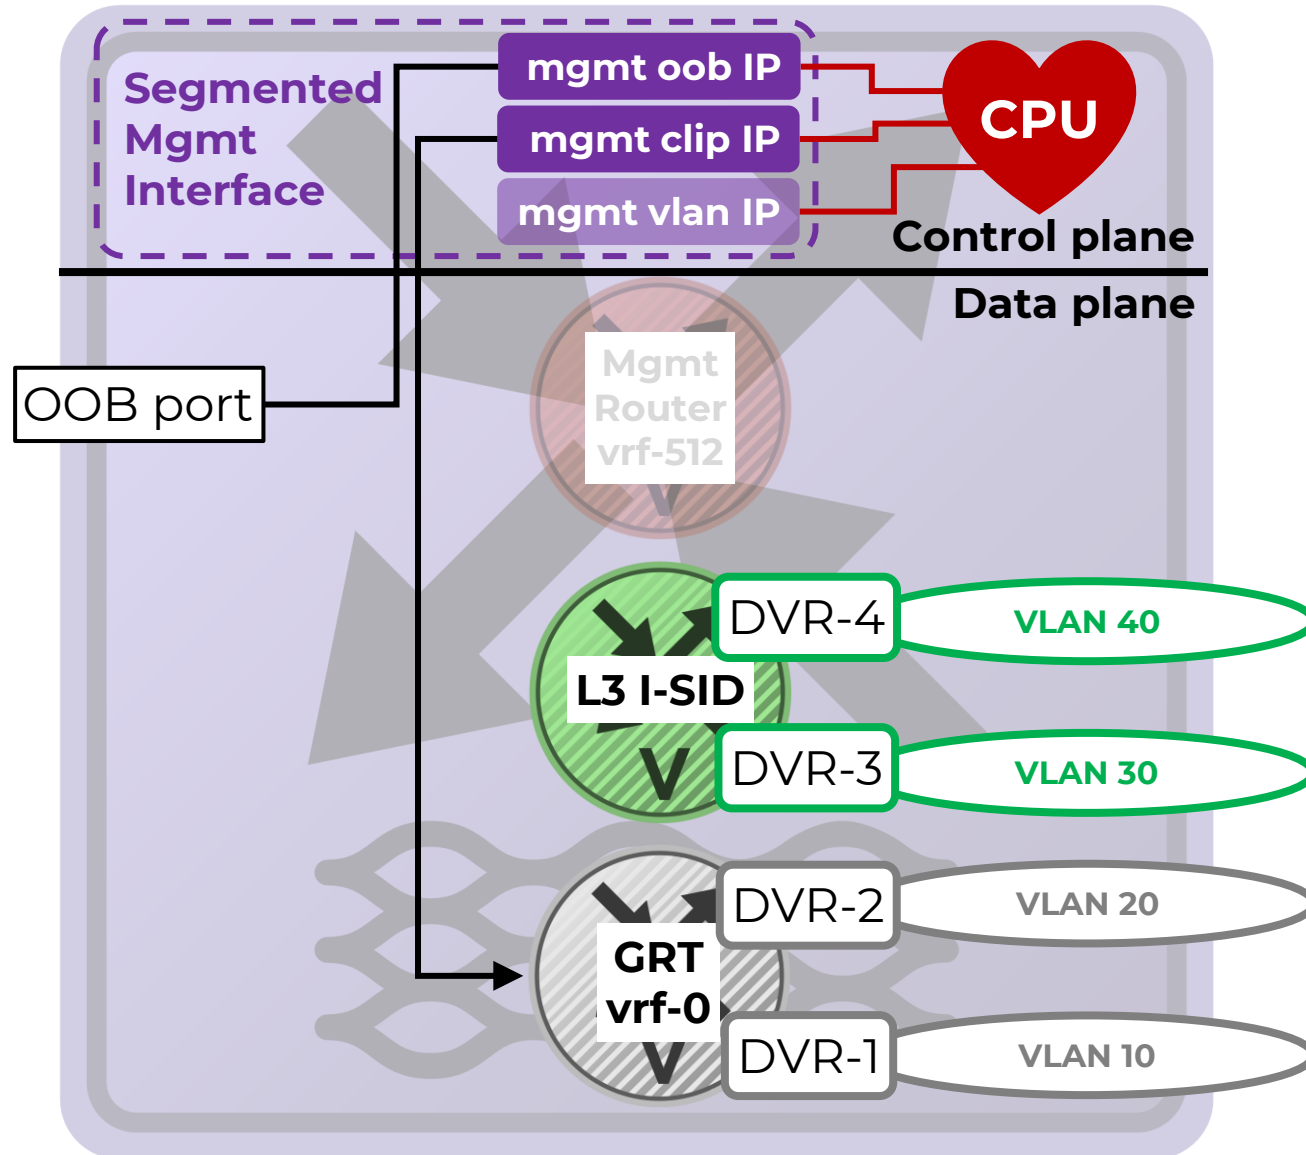 Segmented
Mgmt
Interface
mgmt oob IP
mgmt clip IP
mgmt vlan IP
CPU
Control plane
Data plane
OOB port
Mgmt
Router
vrf-512
V
L3 I-SID
V
DVR-4
VLAN 40
DVR-3
VLAN 30
GRT
vrf-0
V
DVR-2
VLAN 20
DVR-1
VLAN 10